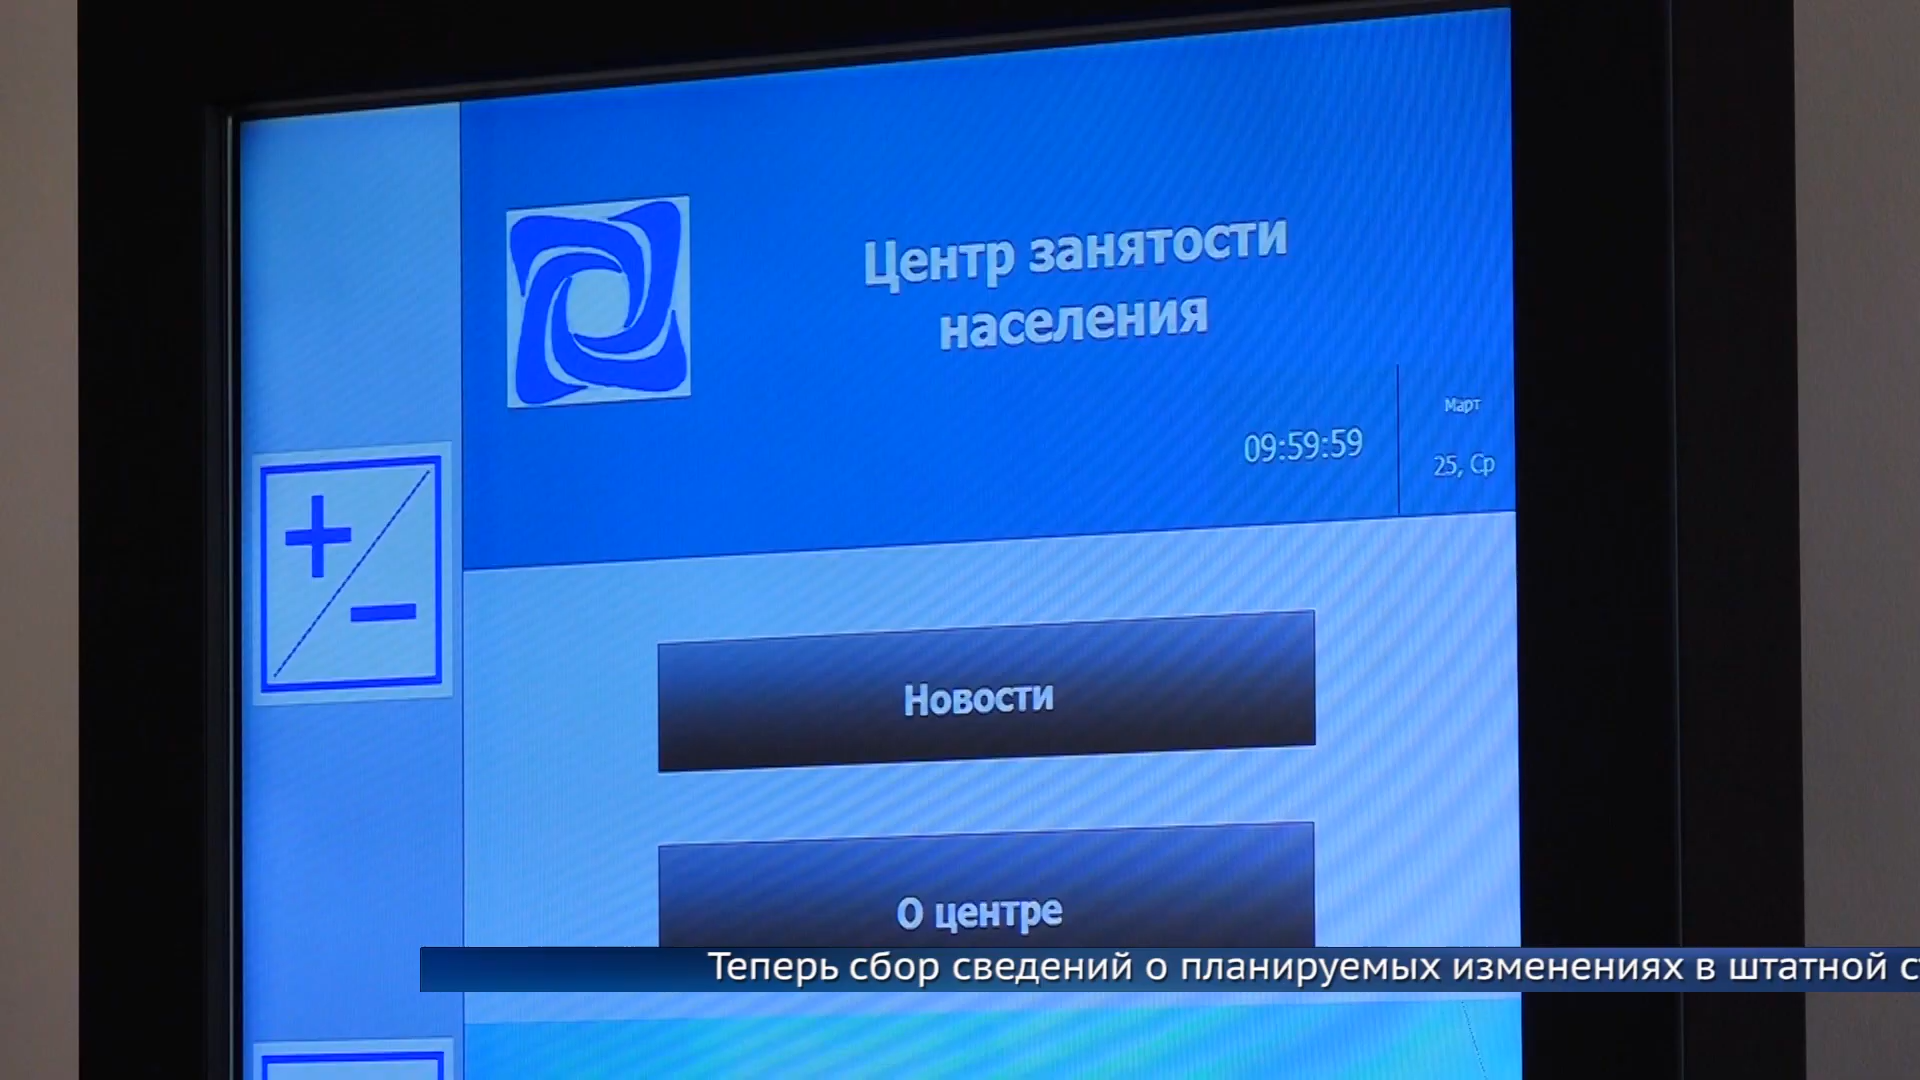 Центр занятости
населения
09:59:59
Март
25, Ср
Новости
О центре
Теперь сбор сведений о планируемых изменениях в штатной